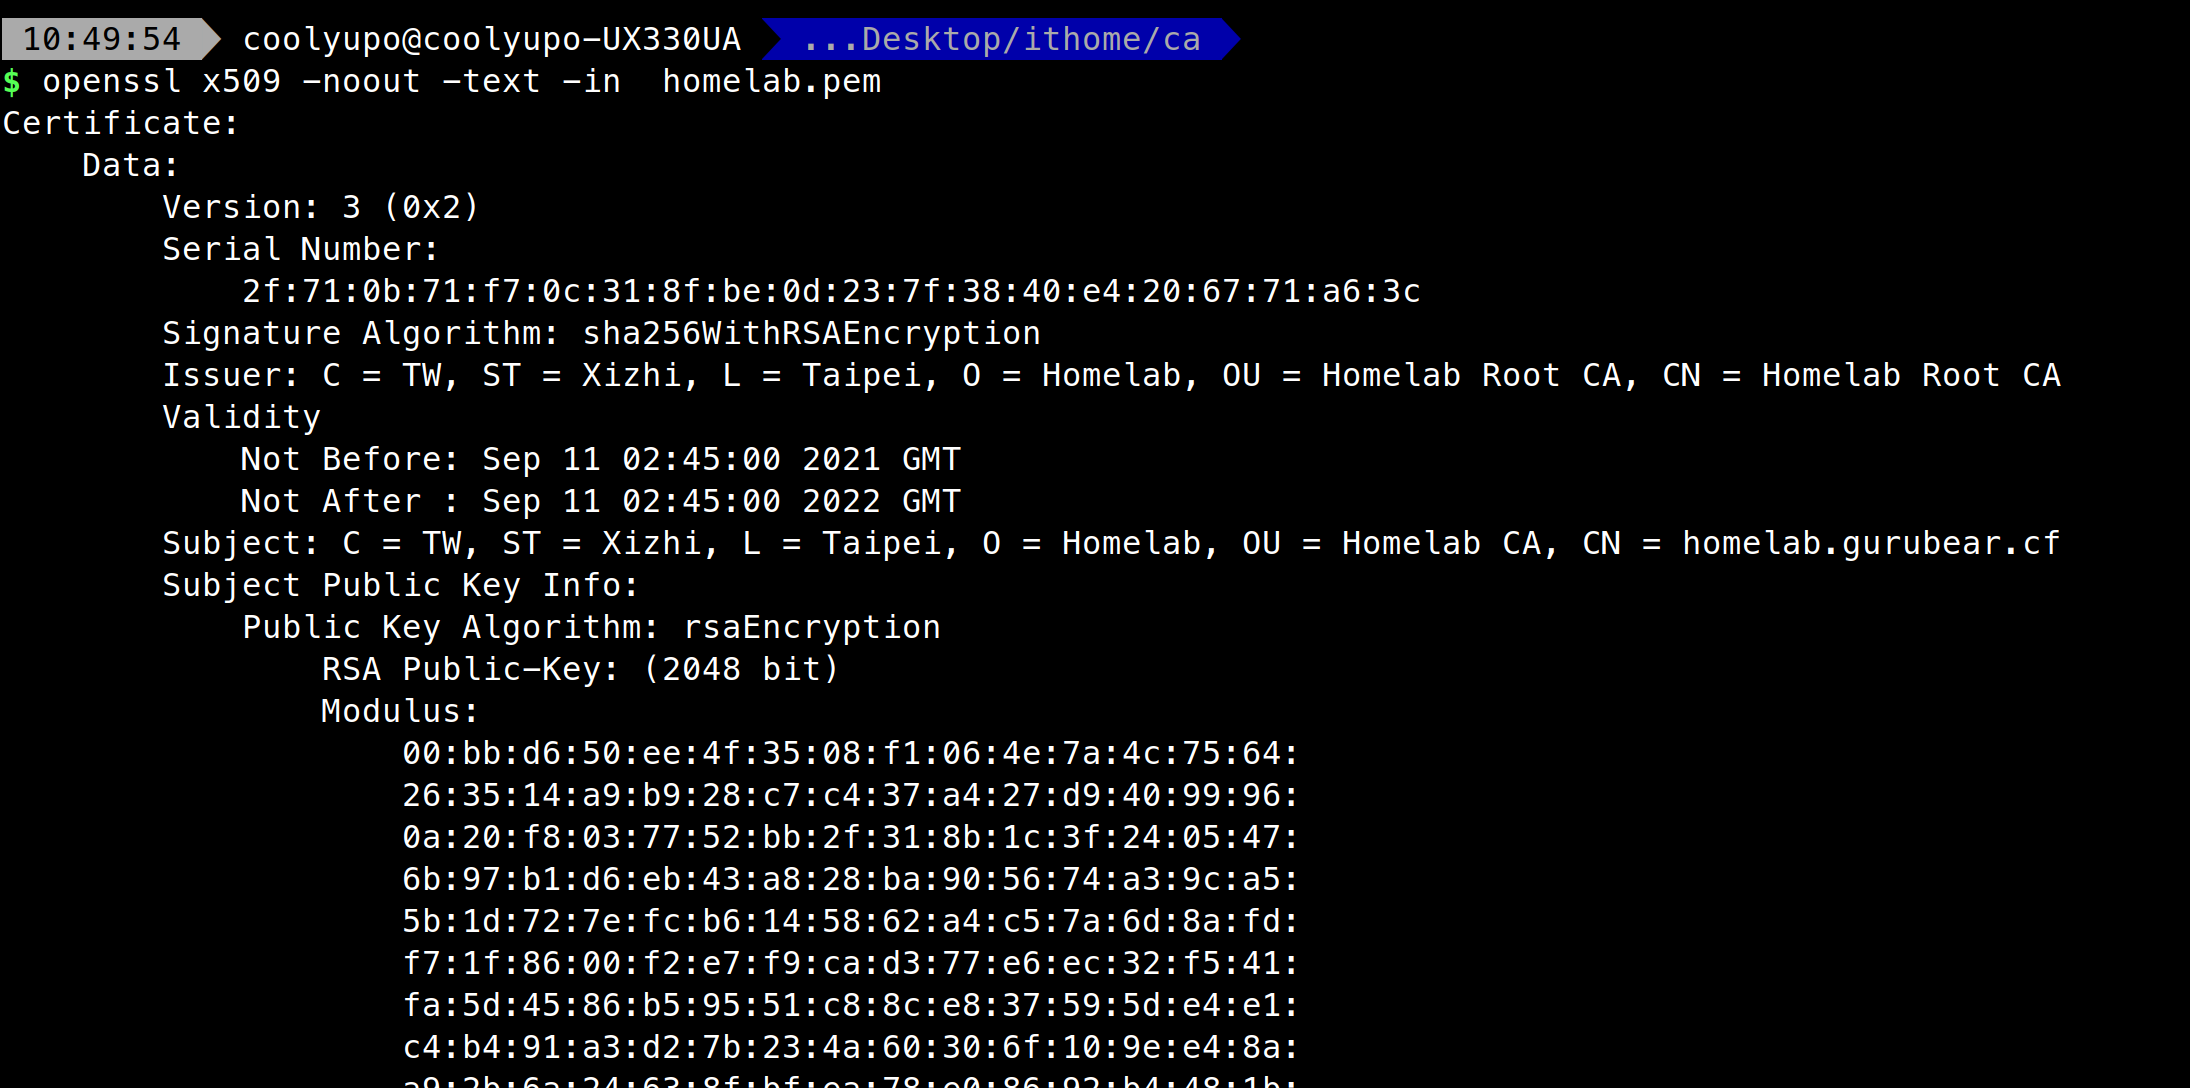 10:49:54 coolyupo@coolyupo-UX330UA ...Desktop/ithome/ca
$ openssl x509 -noout -text -in  homelab.pem
Certificate:
    Data:
        Version: 3 (0x2)
        Serial Number:
            2f:71:0b:71:f7:0c:31:8f:be:0d:23:7f:38:40:e4:20:67:71:a6:3c
        Signature Algorithm: sha256WithRSAEncryption
        Issuer: C = TW, ST = Xizhi, L = Taipei, O = Homelab, OU = Homelab Root CA, CN = Homelab Root CA
        Validity
            Not Before: Sep 11 02:45:00 2021 GMT
            Not After : Sep 11 02:45:00 2022 GMT
        Subject: C = TW, ST = Xizhi, L = Taipei, O = Homelab, OU = Homelab CA, CN = homelab.gurubear.cf
        Subject Public Key Info:
            Public Key Algorithm: rsaEncryption
                RSA Public-Key: (2048 bit)
                Modulus:
                    00:bb:d6:50:ee:4f:35:08:f1:06:4e:7a:4c:75:64:
                    26:35:14:a9:b9:28:c7:c4:37:a4:27:d9:40:99:96:
                    0a:20:f8:03:77:52:bb:2f:31:8b:1c:3f:24:05:47:
                    6b:97:b1:d6:eb:43:a8:28:ba:90:56:74:a3:9c:a5:
                    5b:1d:72:7e:fc:b6:14:58:62:a4:c5:7a:6d:8a:fd:
                    f7:1f:86:00:f2:e7:f9:ca:d3:77:e6:ec:32:f5:41:
                    fa:5d:45:86:b5:95:51:c8:8c:e8:37:59:5d:e4:e1:
                    c4:b4:91:a3:d2:7b:23:4a:60:30:6f:10:9e:e4:8a: